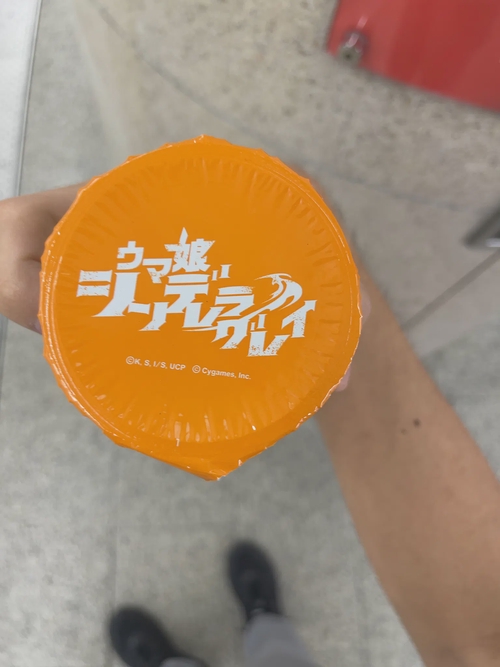 ウマ娘
シンデレラグレイ
©K, S, I/S, UCP ©Cygames, Inc.